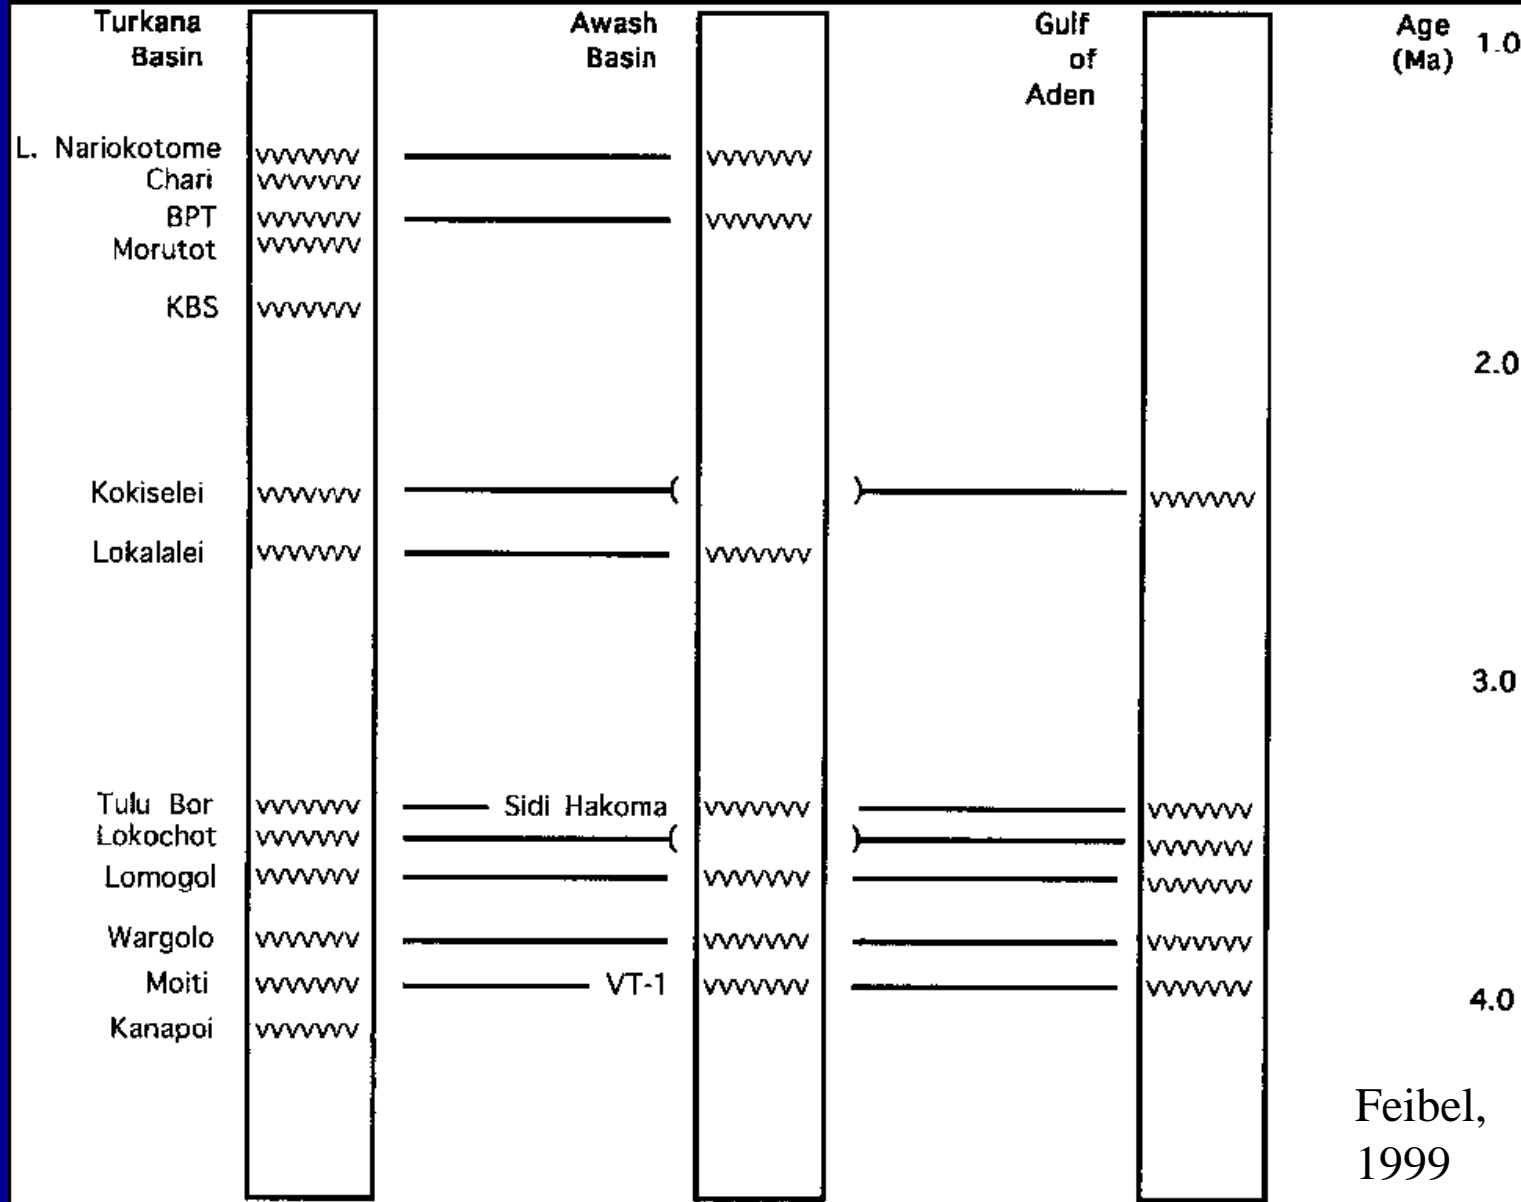 Turkana
Basin
Awash
Basin
Gulf
of
Aden
Age
(Ma)
1.0
L. Nariokotome
Chari
BPT
Morutot
KBS
2.0
Kokiselei
Lokalalei
3.0
Tulu Bor
Sidi Hakoma
Lokochot
Lomogol
Wargolo
Moiti
VT-1
4.0
Kanapoi
Feibel,
1999